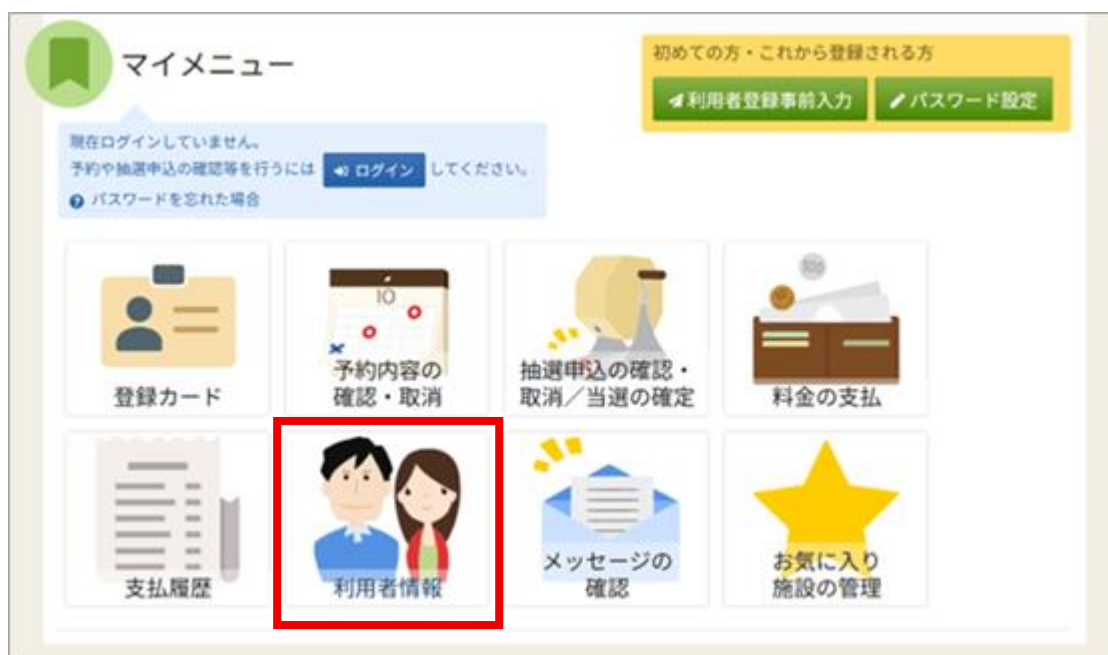 マイメニュー
初めての方・これから登録される方
利用者登録事前入力
パスワード設定
現在ログインしていません。
予約や抽選申込の確認等を行うには ログイン してください。
パスワードを忘れた場合
登録カード
10
予約内容の
確認・取消
抽選申込の確認・
取消／当選の確定
100
料金の支払
支払履歴
利用者情報
メッセージの
確認
お気に入り
施設の管理